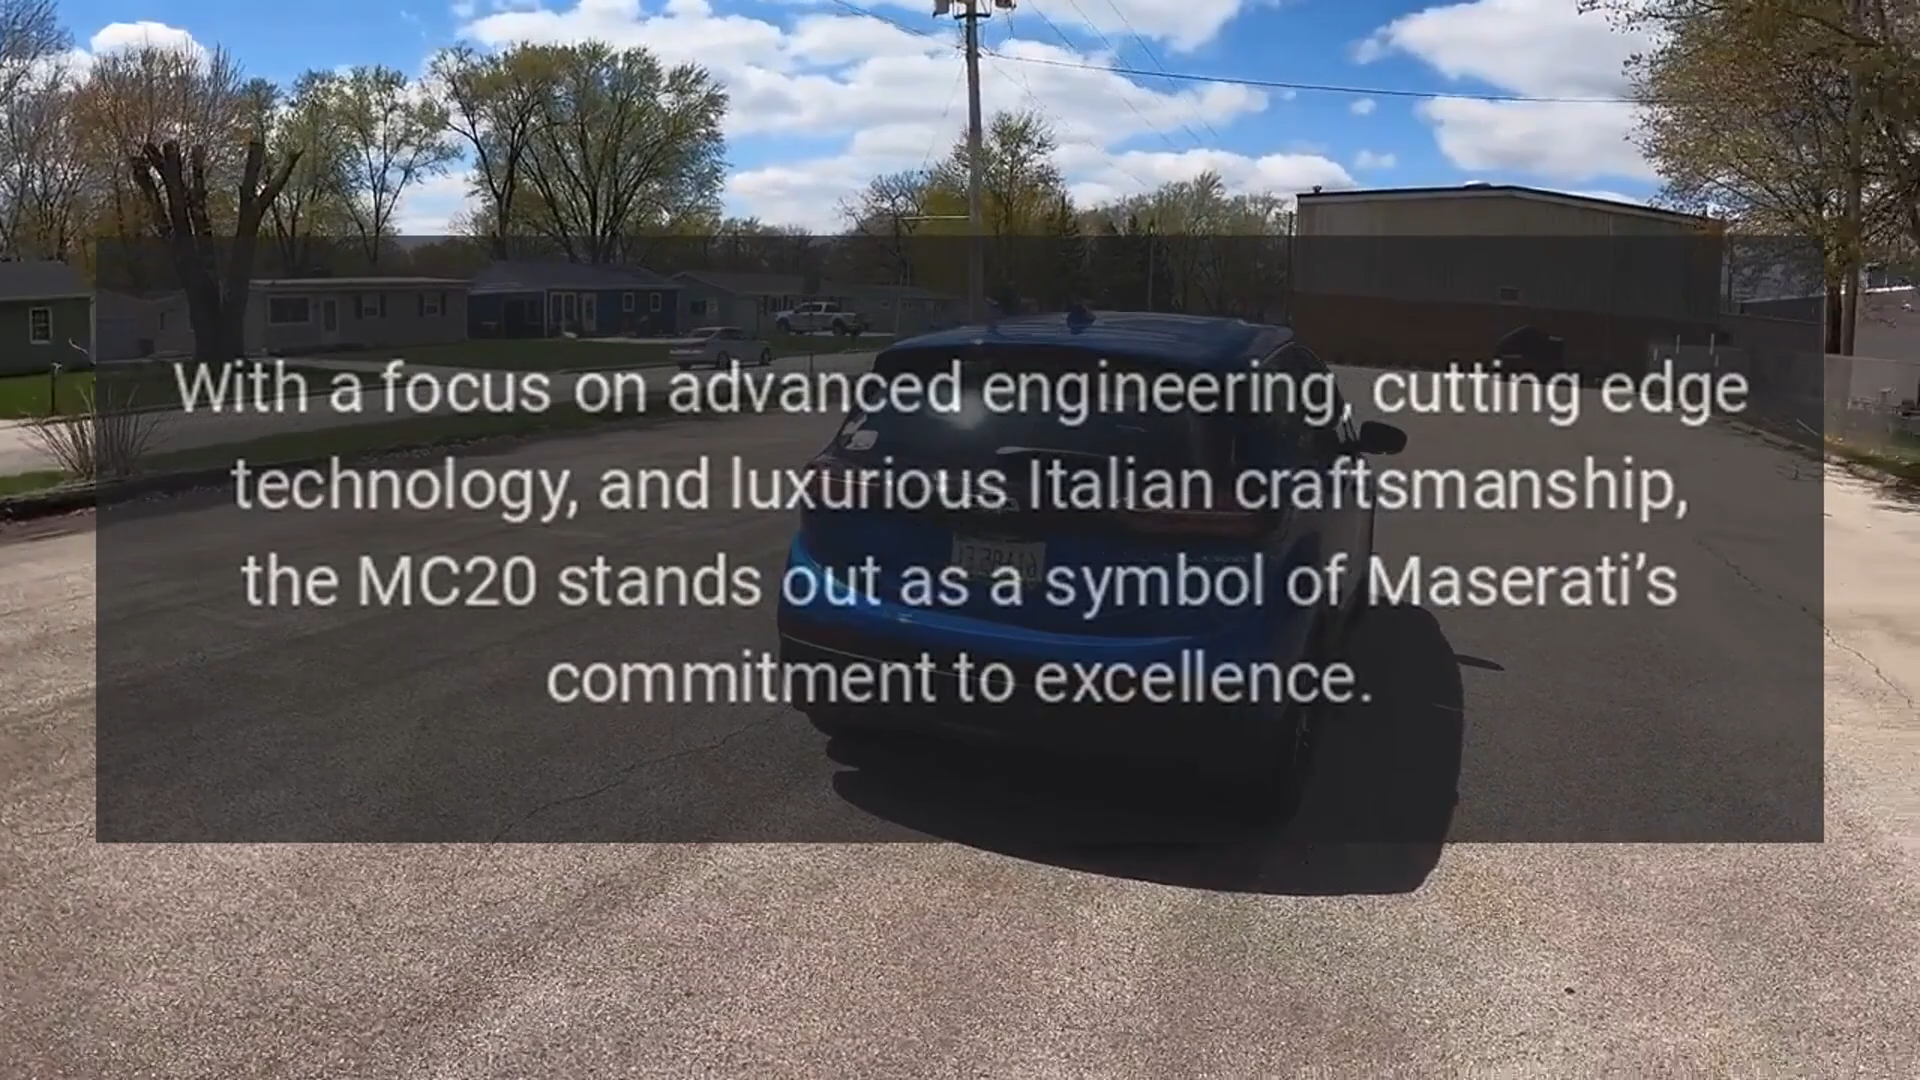 With a focus on advanced engineering, cutting edge
technology, and luxurious Italian craftsmanship,
the MC20 stands out as a symbol of Maserati’s
commitment to excellence.